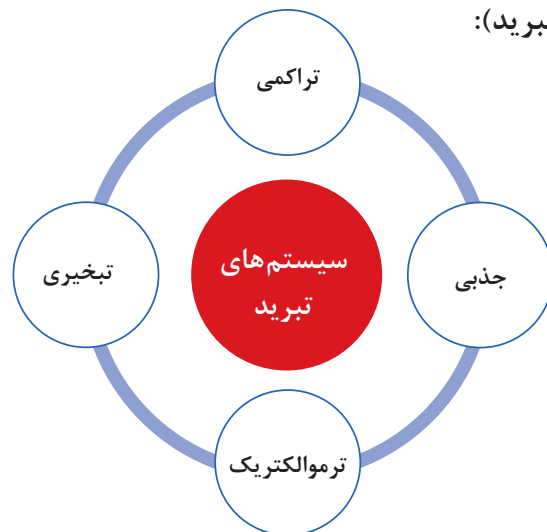 تبرید):
تراکمی
جذبی
سیستم‌های
تبرید
تبخیری
ترموالکتریک